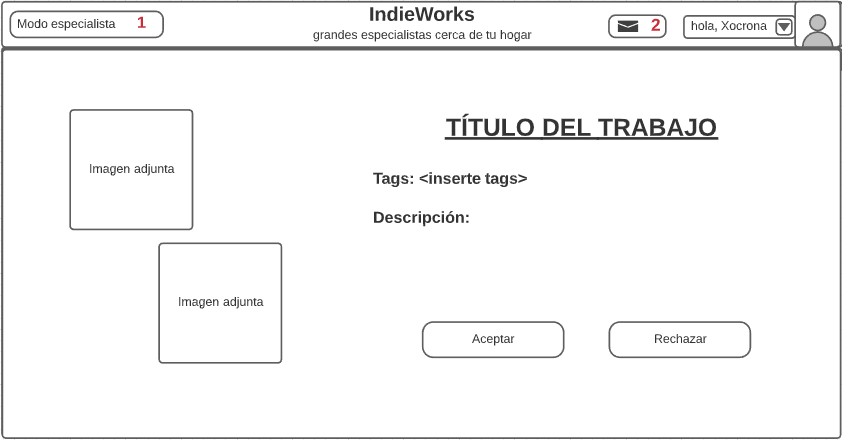 Modo especialista 1
IndieWorks
grandes especialistas cerca de tu hogar
2
hola, Xocrona
Imagen adjunta
Imagen adjunta
TÍTULO DEL TRABAJO
Tags: <inserte tags>
Descripción:
Aceptar
Rechazar